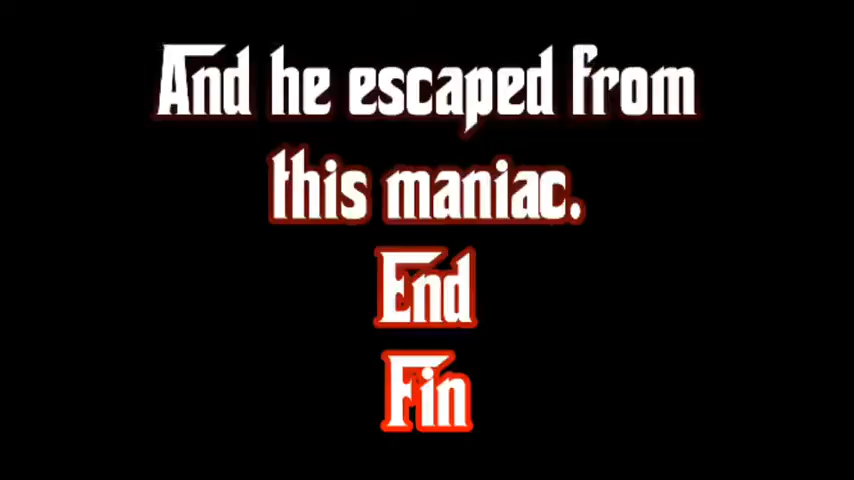 And he escaped from
this maniac.
End
Fin